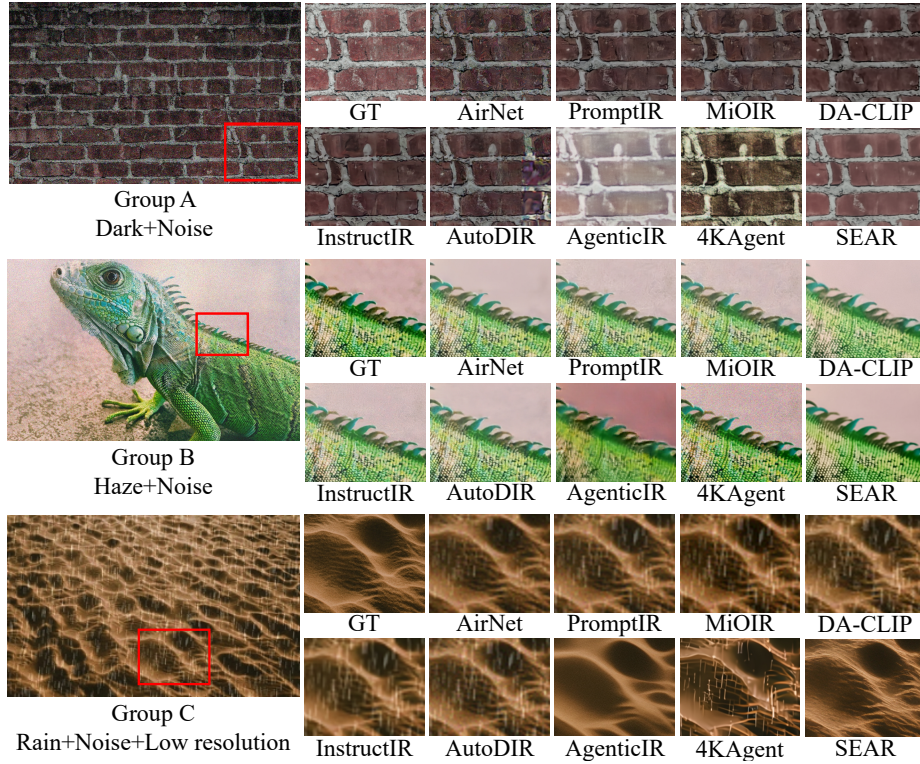 GT AirNet PromptIR MiOIR DA-CLIP
InstructIR AutoDIR AgenticIR 4KAgent SEAR
Group A
Dark+Noise
GT AirNet PromptIR MiOIR DA-CLIP
InstructIR AutoDIR AgenticIR 4KAgent SEAR
Group B
Haze+Noise
GT AirNet PromptIR MiOIR DA-CLIP
InstructIR AutoDIR AgenticIR 4KAgent SEAR
Group C
Rain+Noise+Low resolution